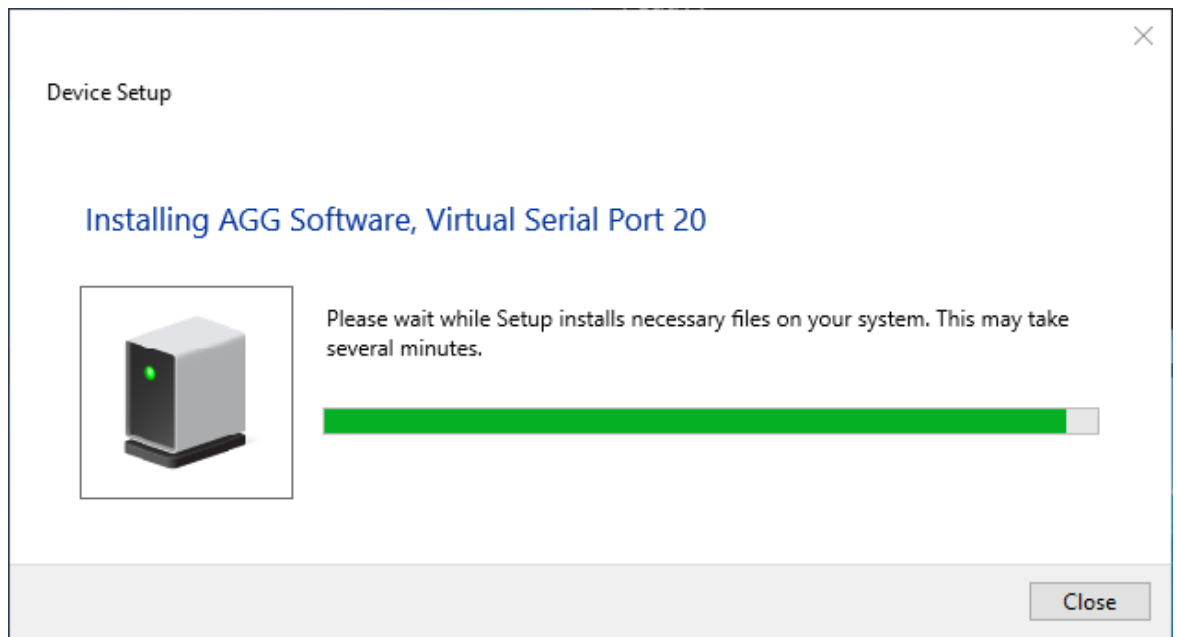 Device Setup
Installing AGG Software, Virtual Serial Port 20
Please wait while Setup installs necessary files on your system. This may take
several minutes.
Close